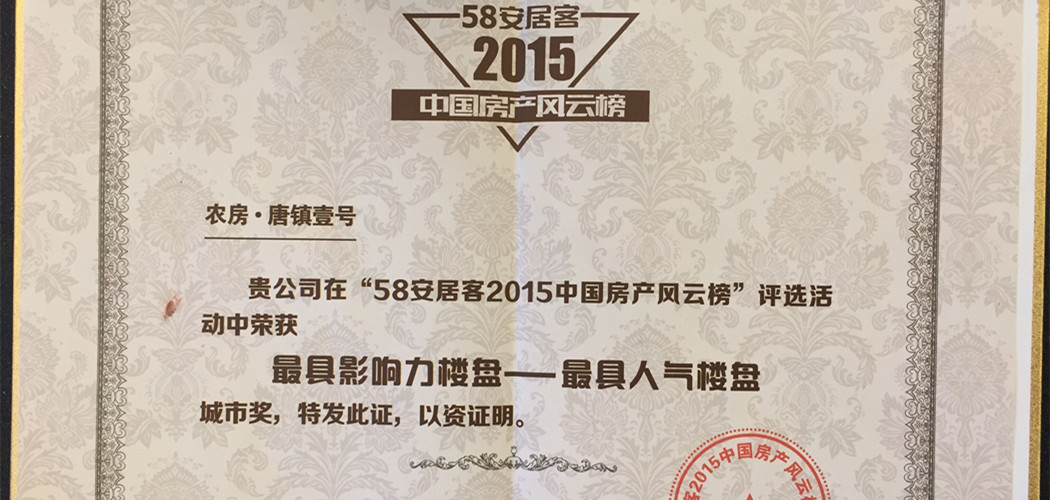 58安居客
2015
中国房产风云榜
农房·唐镇壹号
贵公司在“58安居客2015中国房产风云榜”评选活
动中荣获
最具影响力楼盘——最具人气楼盘
城市奖，特发此证，以资证明。
客2015中国房产风云榜